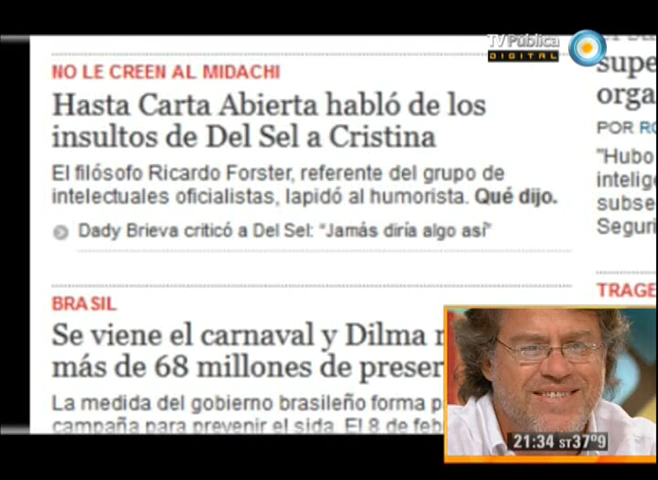 TV Pública
DIGITAL
NO LE CREEN AL MIDACHI
Hasta Carta Abierta habló de los
insultos de Del Sel a Cristina
El filósofo Ricardo Forster, referente del grupo de
intelectuales oficialistas, lapidó al humorista. Qué dijo.
Dady Brieva criticó a Del Sel: “Jamás diría algo así”
BRASIL
Se viene el carnaval y Dilma
más de 68 millones de preser
La medida del gobierno brasileño forma p
campaña para prevenir el sida. El 8 de feb
supe
orga
POR RO
"Hubo
intelig
subse
Seguri
TRAGE
21:34 ST37º9